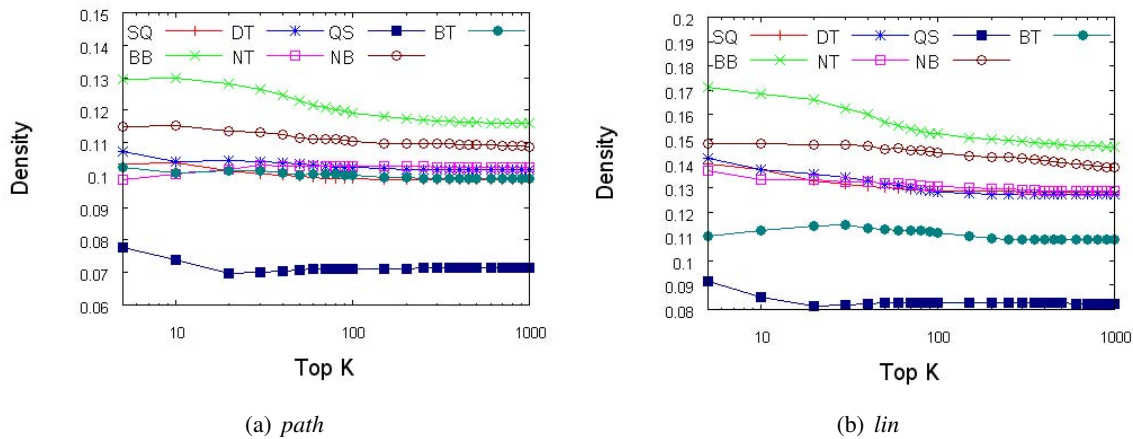 0.15
0.14
0.13
0.12
0.11
0.1
0.09
0.08
0.07
0.06
Density
SQ DT QS BT
BB NT NB
10 100 1000
Top K
(a) path
0.2
0.19
0.18
0.17
0.16
0.15
0.14
0.13
0.12
0.11
0.1
0.09
0.08
Density
SQ DT QS BT
BB NT NB
10 100 1000
Top K
(b) lin